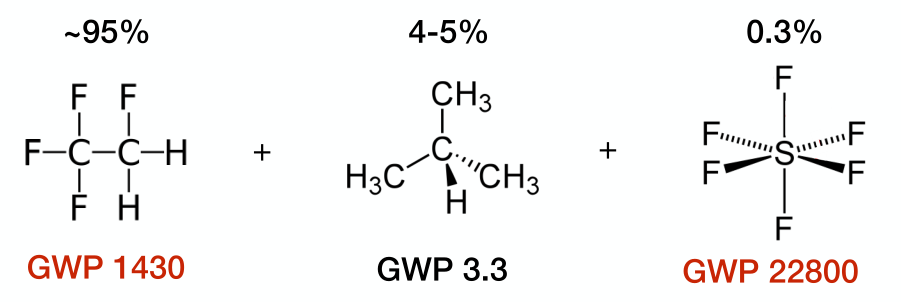 ~95% 4-5% 0.3%
F F CH3 F
F-C-C-H + C + F F
H3C CH3 S
F H H F F
F
GWP 1430 GWP 3.3 GWP 22800